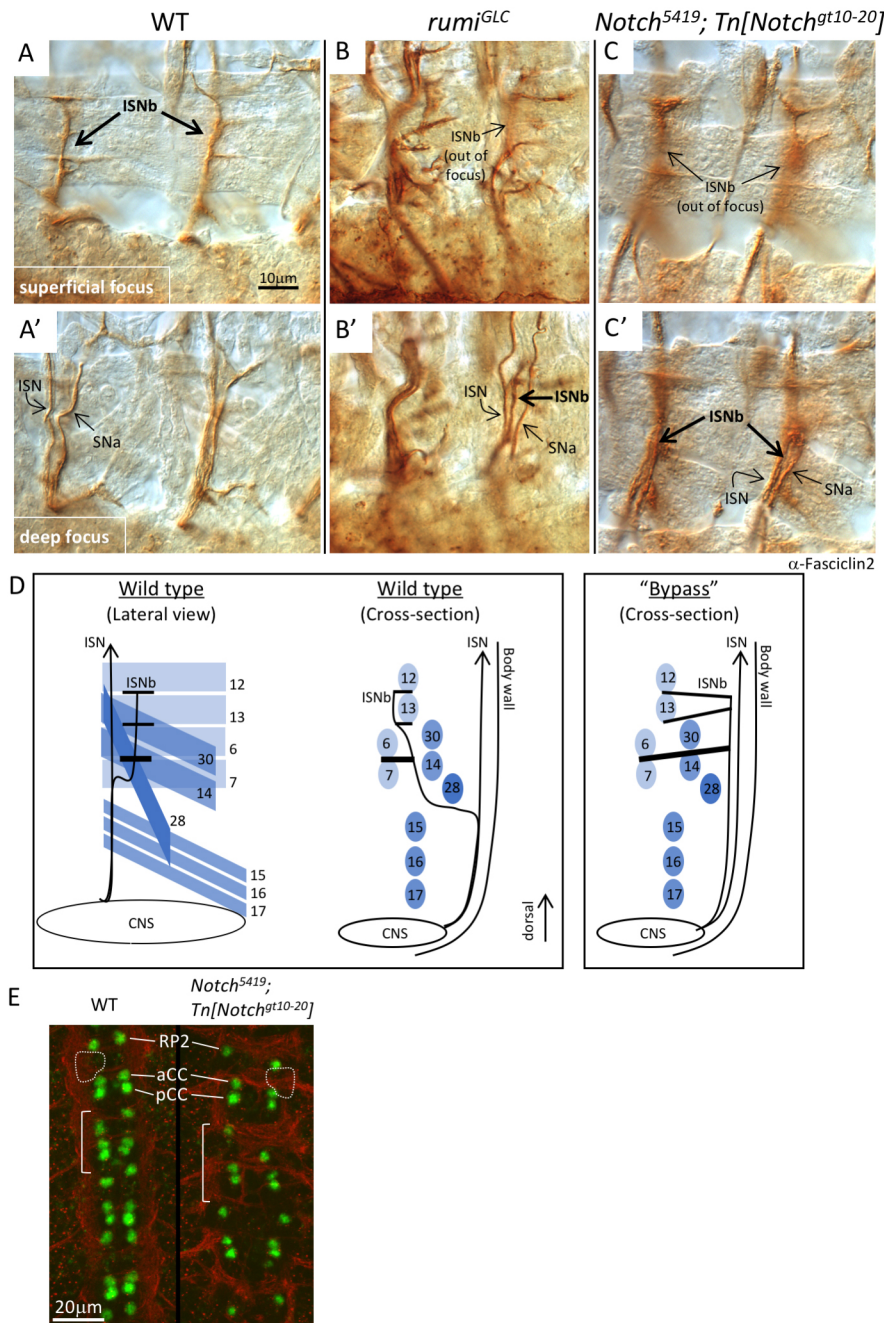 WT
rumi^GLC
Notch^5419; Tn[Notch^gt10-20]
A
ISNb
superficial focus
10μm
B
ISNb
(out of
focus)
C
ISNb
(out of focus)
A'
ISN
SNa
deep focus
B'
ISN
ISNb
SNa
C'
ISNb
ISN
SNa
α-Fasciclin2
D
Wild type
(Lateral view)
ISN
ISNb
12
13
6
30
7
14
28
15
16
17
CNS
Wild type
(Cross-section)
ISN
Body wall
12
ISNb
13
6
30
7
14
28
15
16
17
CNS
dorsal
"Bypass"
(Cross-section)
ISN
Body wall
12
ISNb
13
6
30
7
14
28
15
16
17
CNS
E
WT
Notch^5419;
Tn[Notch^gt10-20]
RP2
aCC
pCC
20μm